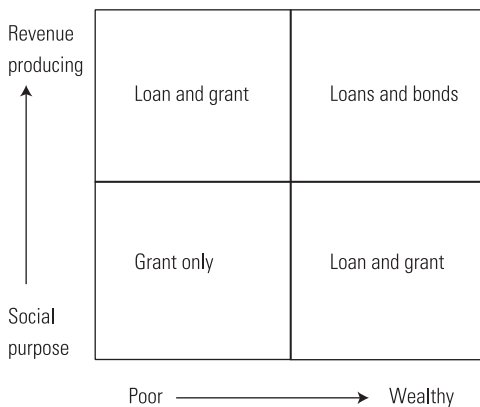 Revenue
producing
Loan and grant
Loans and bonds
Grant only
Loan and grant
Social
purpose
Poor
Wealthy